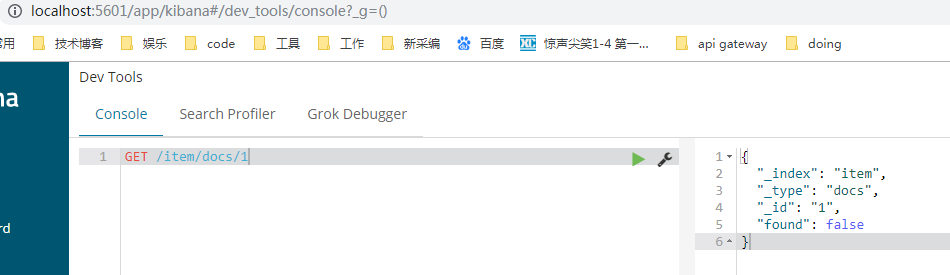 localhost:5601/app/kibana#/dev_tools/console?_g=()
常用 技术博客 娱乐 code 工具 工作 新采编 百度 惊声尖笑1-4 第一... api gateway doing
na
Dev Tools
Console Search Profiler Grok Debugger
1 GET /item/docs/1
1 {
2 "_index": "item",
3 "_type": "docs",
4 "_id": "1",
5 "found": false
6 }
rd